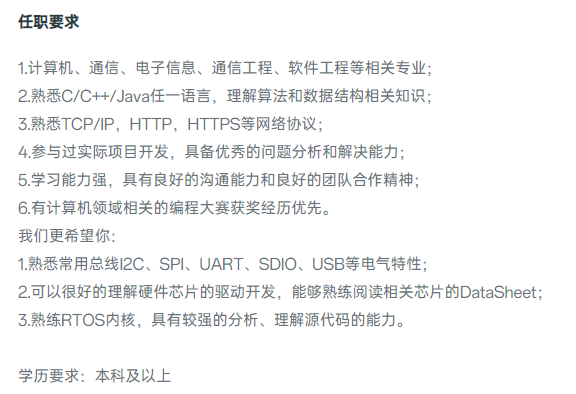 任职要求
1.计算机、通信、电子信息、通信工程、软件工程等相关专业；
2.熟悉C/C++/Java任一语言，理解算法和数据结构相关知识；
3.熟悉TCP/IP，HTTP，HTTPS等网络协议；
4.参与过实际项目开发，具备优秀的问题分析和解决能力；
5.学习能力强，具有良好的沟通能力和良好的团队合作精神；
6.有计算机领域相关的编程大赛获奖经历优先。
我们更希望你：
1.熟悉常用总线I2C、SPI、UART、SDIO、USB等电气特性；
2.可以很好的理解硬件芯片的驱动开发，能够熟练阅读相关芯片的DataSheet；
3.熟练RTOS内核，具有较强的分析、理解源代码的能力。
学历要求：本科及以上